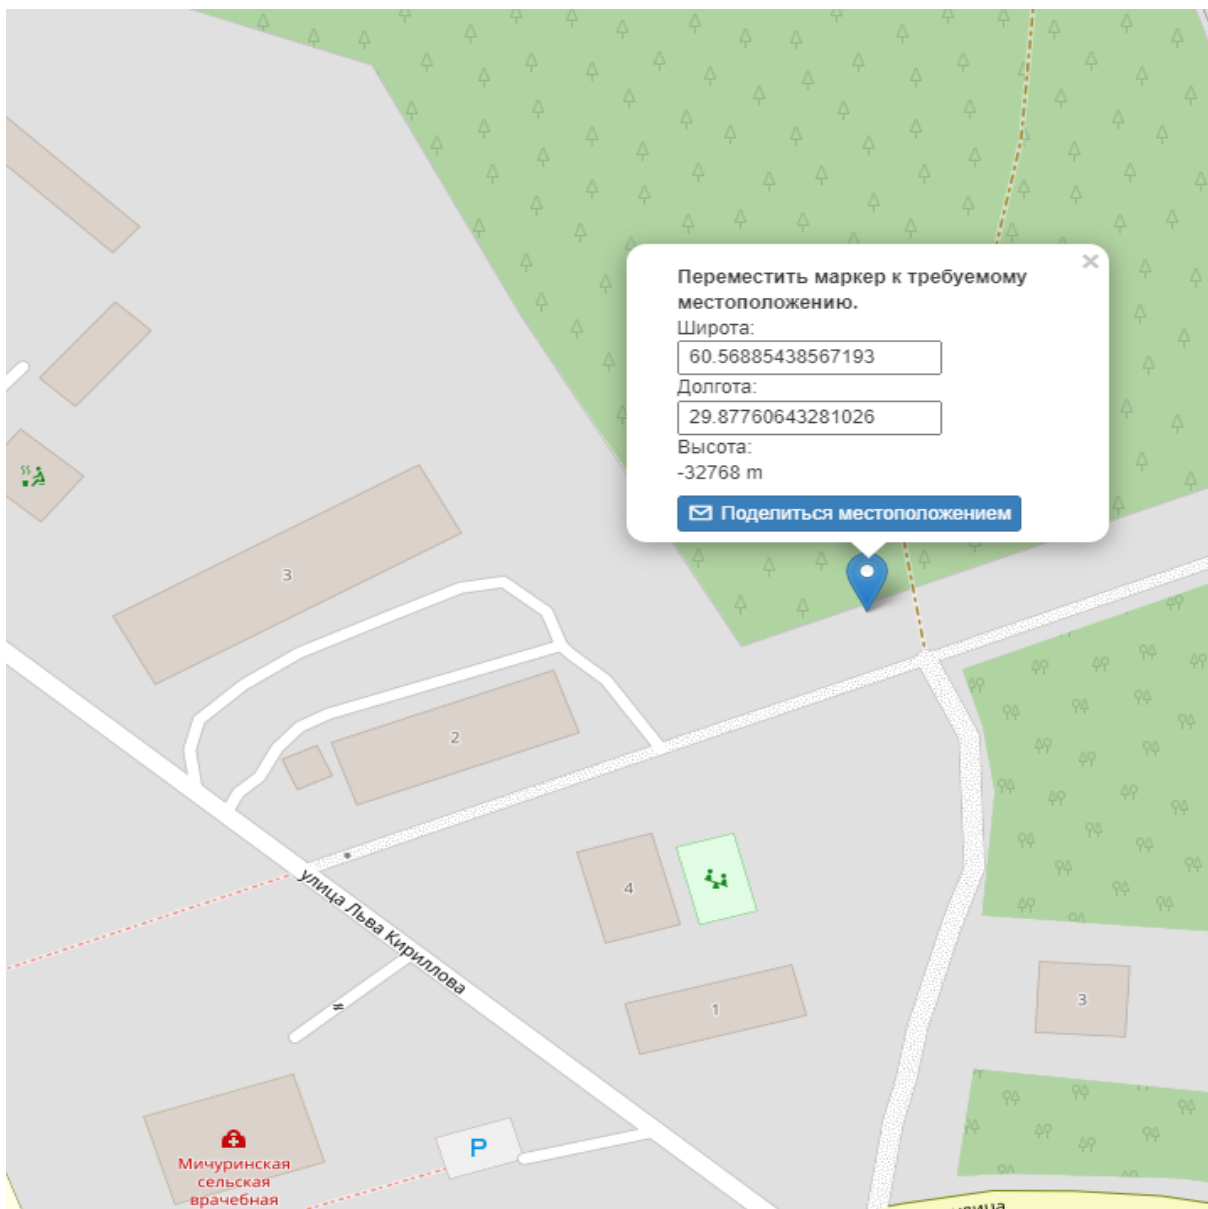 Переместить маркер к требуемому
местоположению.
Широта:
60.56885438567193
Долгота:
29.87760643281026
Высота:
-32768 m
Поделиться местоположением
3
2
4
улица Льва Кириллова
1
3
P
Мичуринская
сельская
врачебная